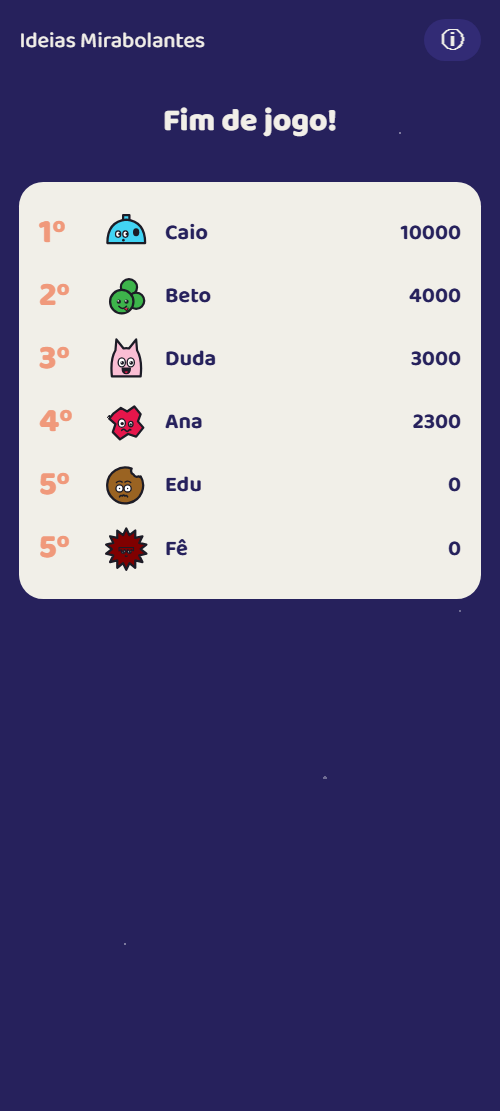 Ideias Mirabolantes
Fim de jogo!
1º Caio 10000
2º Beto 4000
3º Duda 3000
4º Ana 2300
5º Edu 0
5º Fê 0